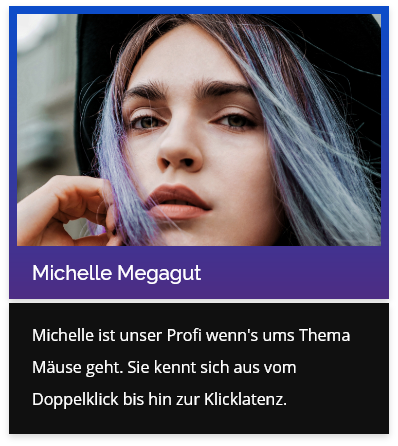 Michelle Megagut
Michelle ist unser Profi wenn's ums Thema
Mäuse geht. Sie kennt sich aus vom
Doppelklick bis hin zur Klicklatenz.